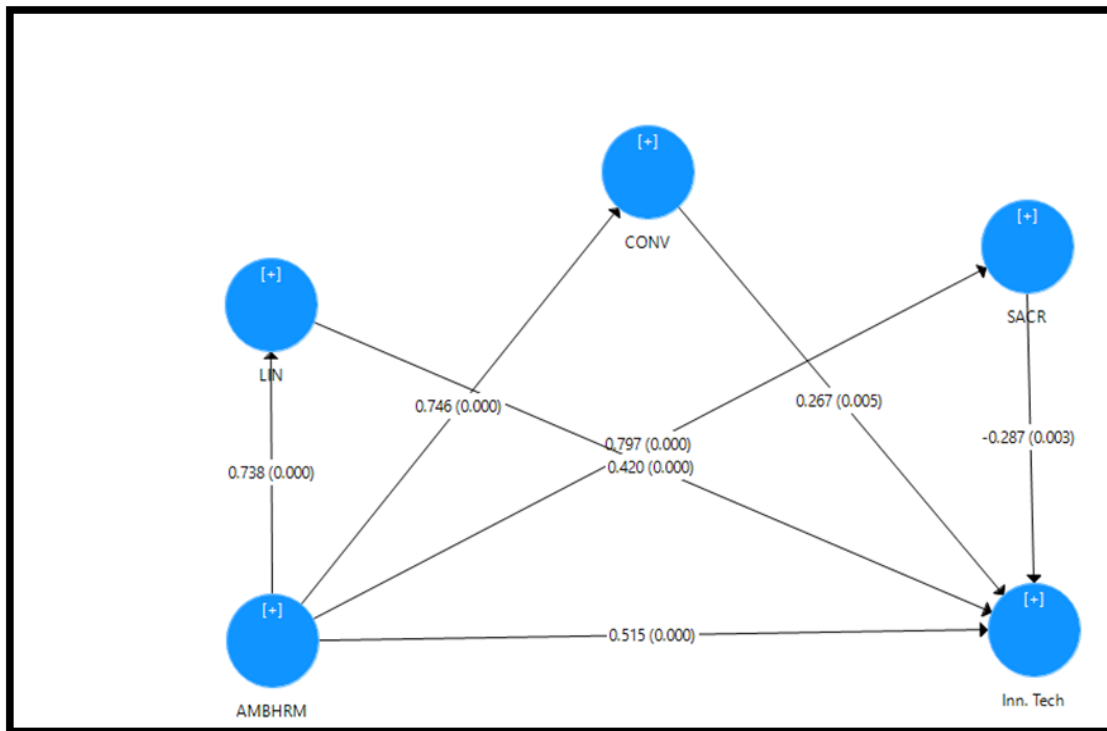 [+]
CONV
[+]
SACR
[+]
LIN
0.746 (0.000)
0.267 (0.005)
0.797 (0.000)
-0.287 (0.003)
0.420 (0.000)
0.738 (0.000)
[+]
[+]
0.515 (0.000)
Inn. Tech
AMBHRM